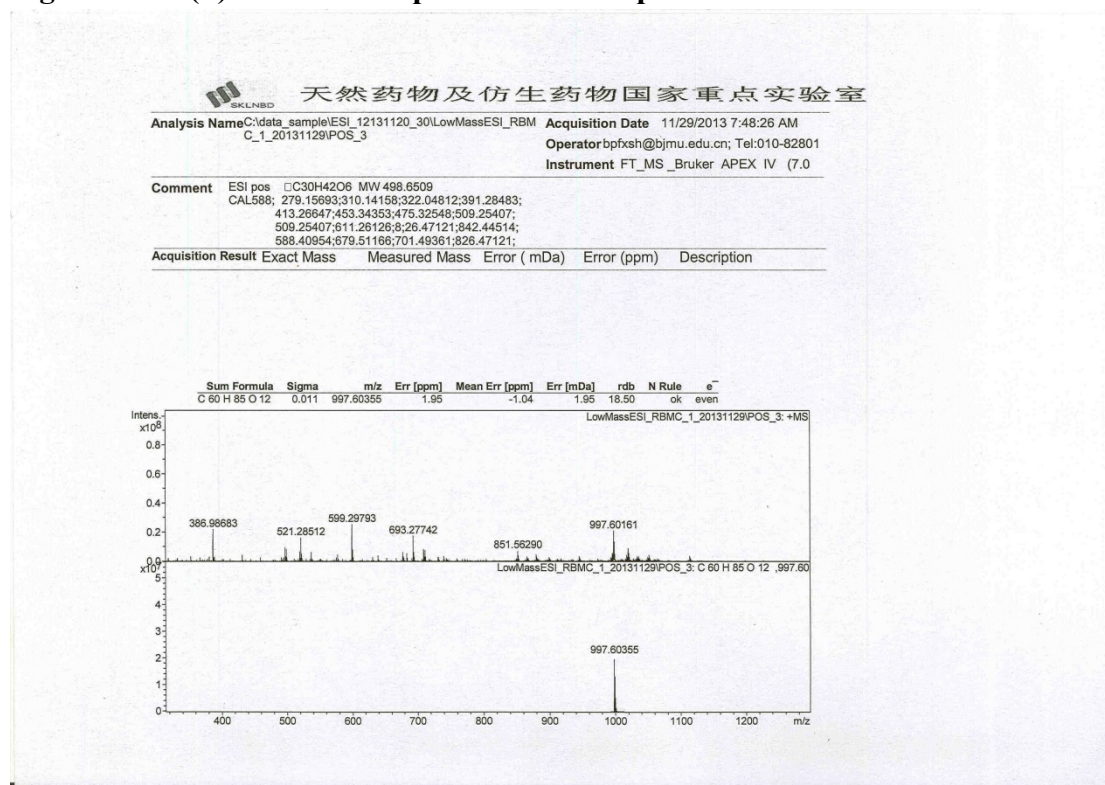 SKLNBD 天然药物及仿生药物国家重点实验室
Analysis Name C:\data_sample\ESI_12131120_30\LowMassESI_RBM Acquisition Date 11/29/2013 7:48:26 AM
C_1_20131129\POS_3
Operator bpfxsh@bjmu.edu.cn; Tel:010-82801
Instrument FT_MS _Bruker APEX IV (7.0
Comment ESI pos □C30H42O6 MW 498.6509
CAL588; 279.15693;310.14158;322.04812;391.28483;
413.26647;453.34353;475.32548;509.25407;
509.25407;611.26126;8;26.47121;842.44514;
588.40954;679.51166;701.49361;826.47121;
Acquisition Result Exact Mass Measured Mass Error ( mDa) Error (ppm) Description
Sum Formula Sigma m/z Err [ppm] Mean Err [ppm] Err [mDa] rdb N Rule e¯
C 60 H 85 O 12 0.011 997.60355 1.95 -1.04 1.95 18.50 ok even
Intens.
x10⁸
LowMassESI_RBMC_1_20131129\POS_3: +MS
0.8
0.6
0.4
0.2
0.0
386.98683
521.28512
599.29793
693.27742
851.56290
997.60161
LowMassESI_RBMC_1_20131129\POS_3: C 60 H 85 O 12 ,997.60
5
4
3
2
1
0
997.60355
400 500 600 700 800 900 1000 1100 1200 m/z